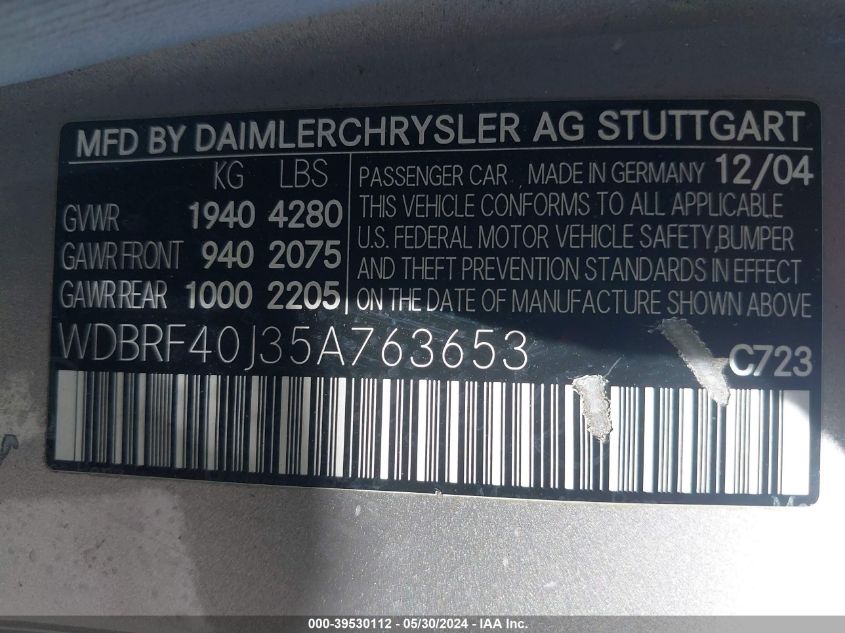 MFD BY DAIMLERCHRYSLER AG STUTTGART
KG LBS
GVWR 1940 4280
GAWR FRONT 940 2075
GAWR REAR 1000 2205
PASSENGER CAR , MADE IN GERMANY 12/04
THIS VEHICLE CONFORMS TO ALL APPLICABLE
U.S. FEDERAL MOTOR VEHICLE SAFETY,BUMPER
AND THEFT PREVENTION STANDARDS IN EFFECT
ON THE DATE OF MANUFACTURE SHOWN ABOVE
WDBRF40J35A763653
C723
000-39530112 - 05/30/2024 - IAA Inc.